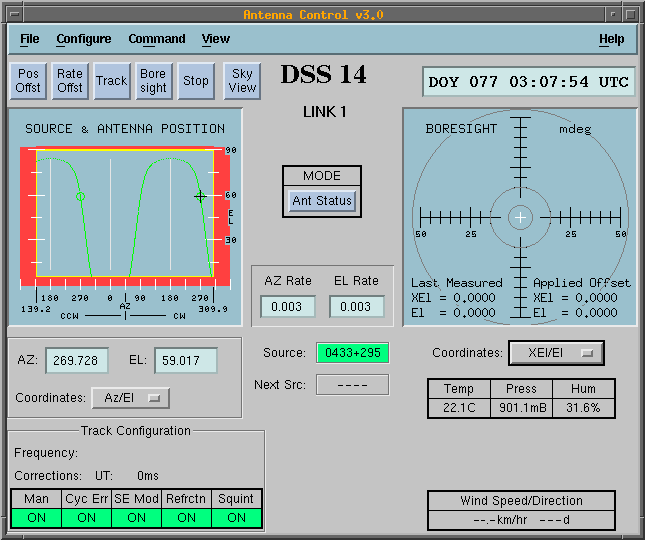 Antenna Control v3.0
File Configure Command View Help
Pos Offst Rate Offst Track Bore sight Stop Sky View
DSS 14
LINK 1
DOY 077 03:07:54 UTC
SOURCE & ANTENNA POSITION
90
60
EL
30
180 270 0 90 180 270
AZ
139.2 309.9
CCW CW
MODE
Ant Status
BORESIGHT mdeg
50 25 25 50
Last Measured Applied Offset
XEl = 0.0000 XEl = 0.0000
El = 0.0000 El = 0.0000
AZ Rate EL Rate
0.003 0.003
AZ: 269.728 EL: 59.017
Coordinates: Az/El
Source: 0433+295
Next Src: ----
Coordinates: XEl/El
Temp Press Hum
22.1C 901.1mB 31.6%
Track Configuration
Frequency:
Corrections: UT: 0ms
Man Cyc Err SE Mod Refrctn Squint
ON ON ON ON ON
Wind Speed/Direction
--.-km/hr ---d